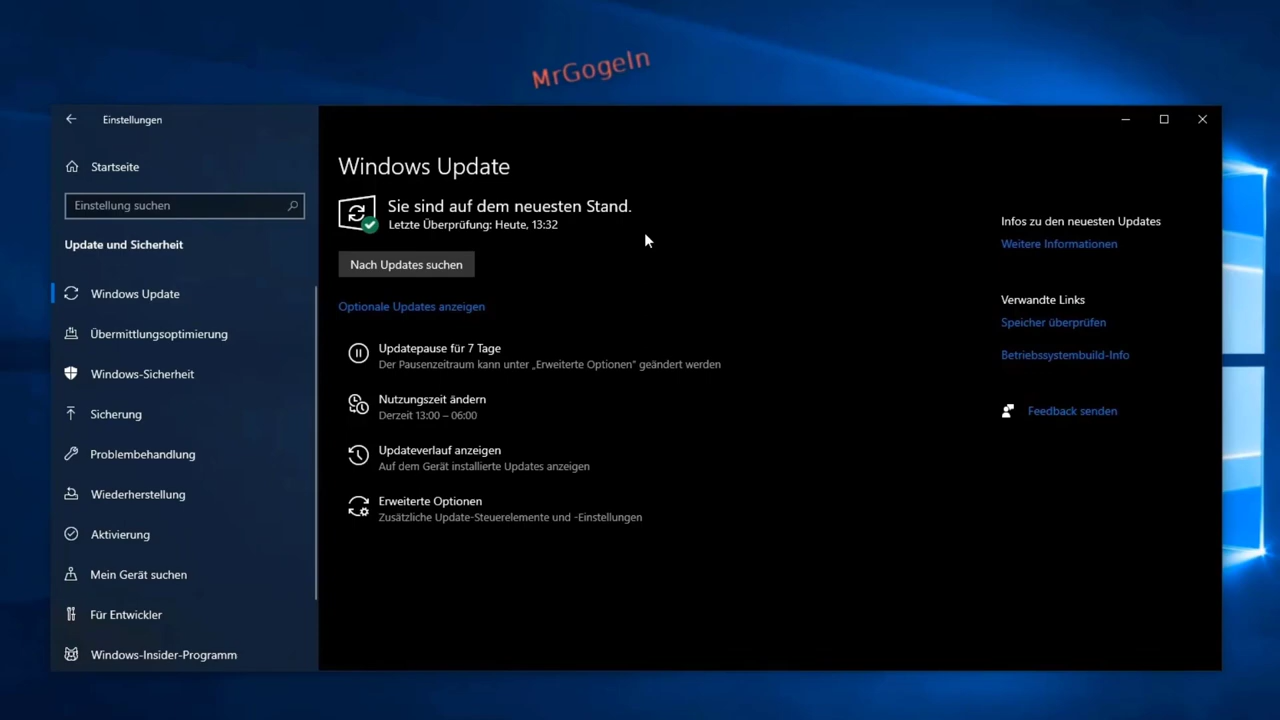 MrGogeln
Einstellungen
Startseite
Einstellung suchen
Update und Sicherheit
Windows Update
Übermittlungsoptimierung
Windows-Sicherheit
Sicherung
Problembehandlung
Wiederherstellung
Aktivierung
Mein Gerät suchen
Für Entwickler
Windows-Insider-Programm
Windows Update
Sie sind auf dem neuesten Stand.
Letzte Überprüfung: Heute, 13:32
Nach Updates suchen
Optionale Updates anzeigen
Updatepause für 7 Tage
Der Pausenzeitraum kann unter „Erweiterte Optionen“ geändert werden
Nutzungszeit ändern
Derzeit 13:00 – 06:00
Updateverlauf anzeigen
Auf dem Gerät installierte Updates anzeigen
Erweiterte Optionen
Zusätzliche Update-Steuerelemente und -Einstellungen
Infos zu den neuesten Updates
Weitere Informationen
Verwandte Links
Speicher überprüfen
Betriebssystembuild-Info
Feedback senden